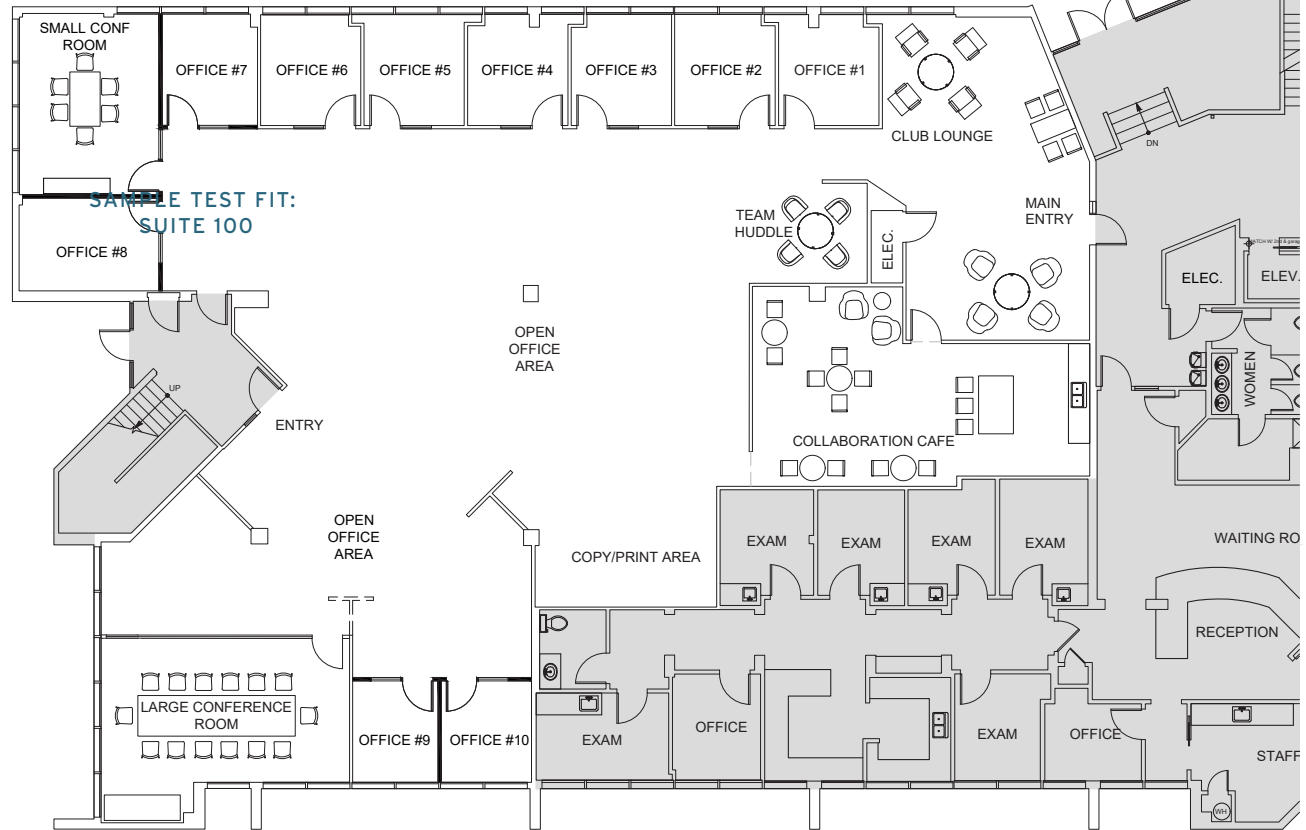 SMALL CONF
ROOM
OFFICE #7
OFFICE #6
OFFICE #5
OFFICE #4
OFFICE #3
OFFICE #2
OFFICE #1
CLUB LOUNGE
DN
SAMPLE TEST FIT:
SUITE 100
OFFICE #8
TEAM
HUDDLE
ELEC.
MAIN
ENTRY
ELEC.
ELEV.
OPEN
OFFICE
AREA
WOMEN
UP
ENTRY
COLLABORATION CAFE
OPEN
OFFICE
AREA
COPY/PRINT AREA
EXAM
EXAM
EXAM
EXAM
WAITING RO
RECEPTION
LARGE CONFERENCE
ROOM
OFFICE #9
OFFICE #10
EXAM
OFFICE
EXAM
OFFICE
STAFF
WH